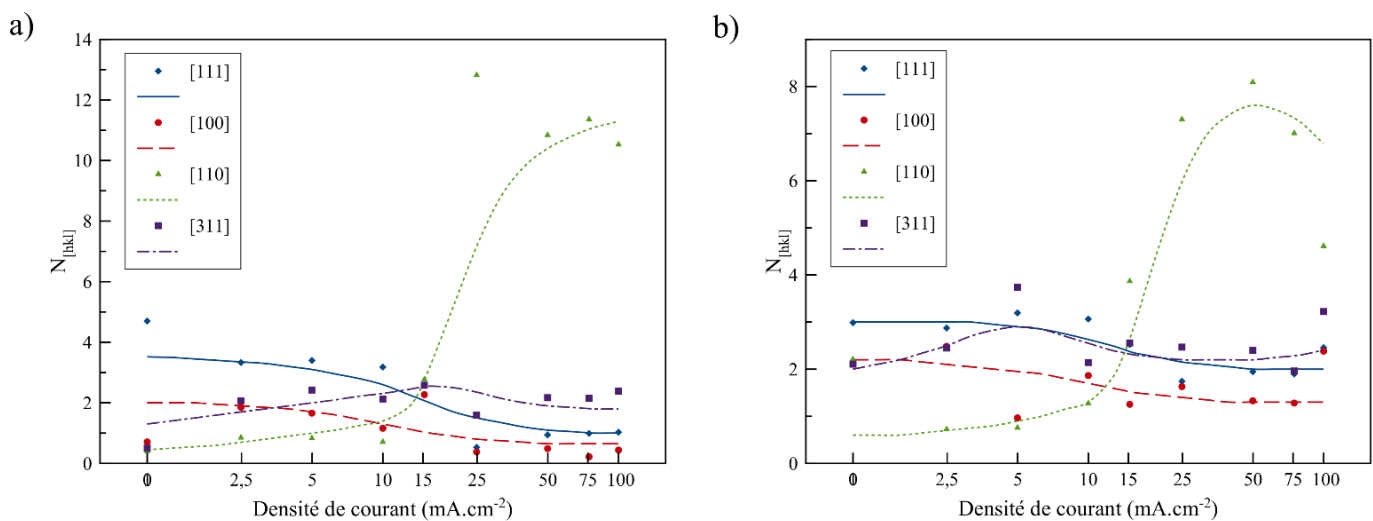 a)
14
12
10
8
6
4
2
0
N[hkl]
[111]
[100]
[110]
[311]
0 2,5 5 10 15 25 50 75 100
Densité de courant (mA.cm-2)
b)
8
6
4
2
0
N[hkl]
[111]
[100]
[110]
[311]
0 2,5 5 10 15 25 50 75 100
Densité de courant (mA.cm-2)